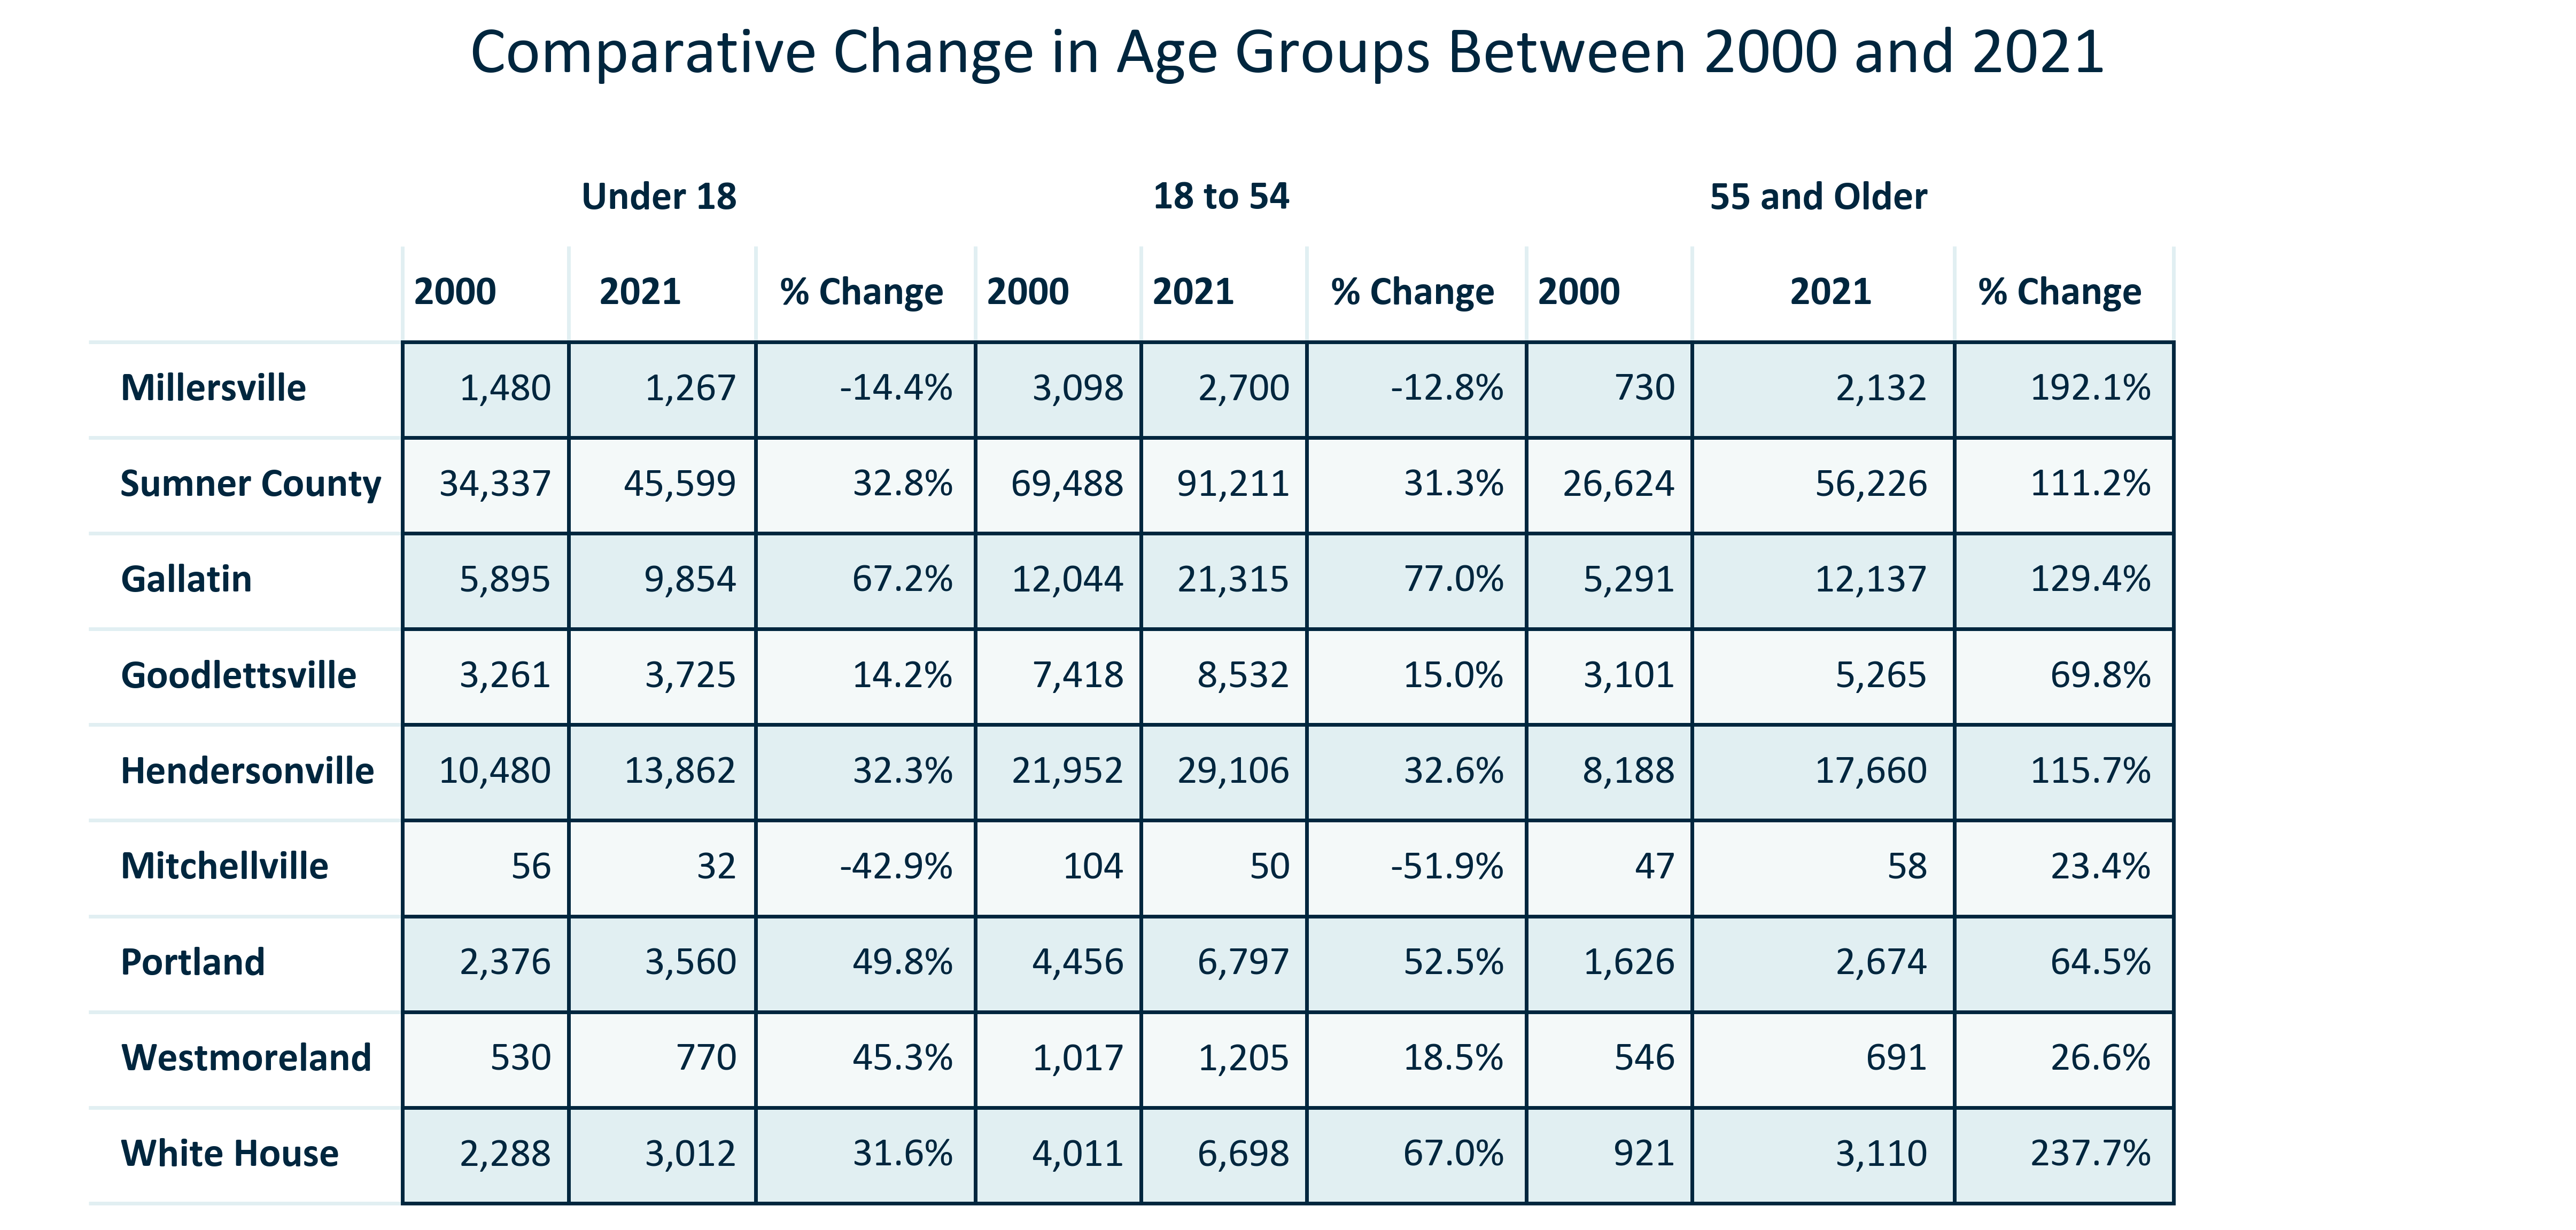 Comparative Change in Age Groups Between 2000 and 2021
Under 18 18 to 54 55 and Older
2000 2021 % Change 2000 2021 % Change 2000 2021 % Change
Millersville 1,480 1,267 -14.4% 3,098 2,700 -12.8% 730 2,132 192.1%
Sumner County 34,337 45,599 32.8% 69,488 91,211 31.3% 26,624 56,226 111.2%
Gallatin 5,895 9,854 67.2% 12,044 21,315 77.0% 5,291 12,137 129.4%
Goodlettsville 3,261 3,725 14.2% 7,418 8,532 15.0% 3,101 5,265 69.8%
Hendersonville 10,480 13,862 32.3% 21,952 29,106 32.6% 8,188 17,660 115.7%
Mitchellville 56 32 -42.9% 104 50 -51.9% 47 58 23.4%
Portland 2,376 3,560 49.8% 4,456 6,797 52.5% 1,626 2,674 64.5%
Westmoreland 530 770 45.3% 1,017 1,205 18.5% 546 691 26.6%
White House 2,288 3,012 31.6% 4,011 6,698 67.0% 921 3,110 237.7%